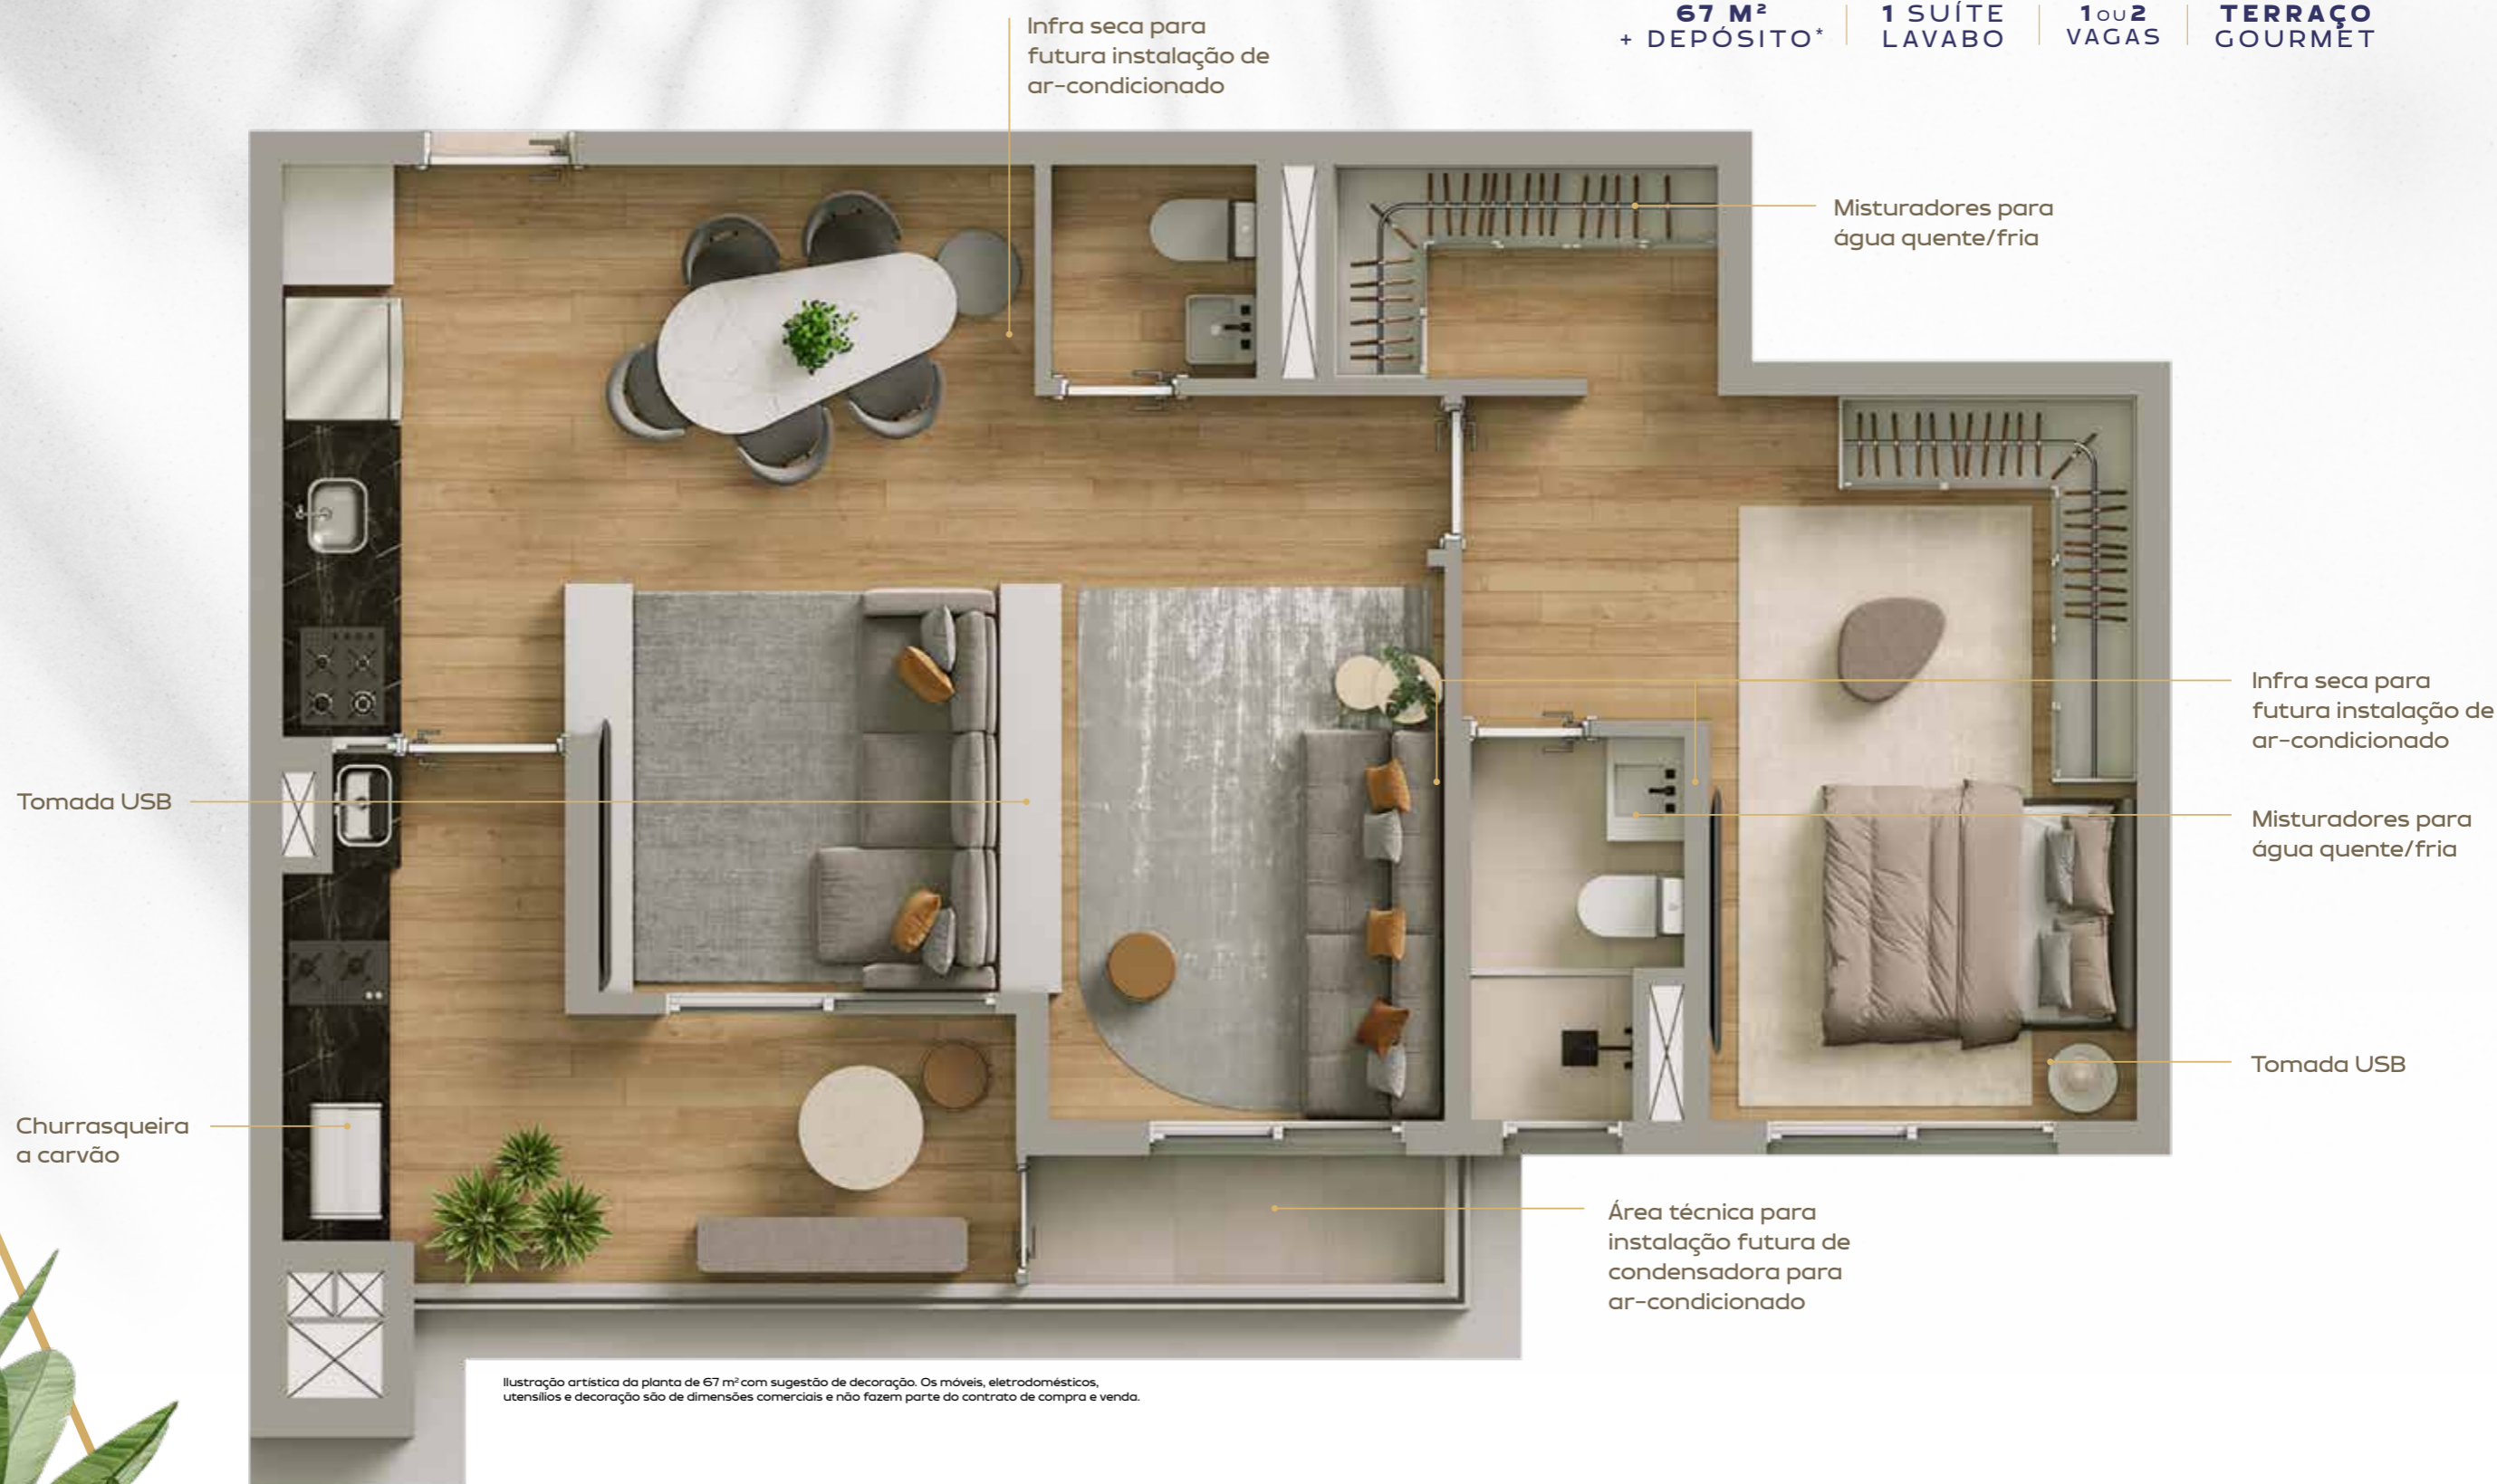 67 M²
+ DEPÓSITO*
1 SUÍTE
LAVABO
1 OU 2
VAGAS
TERRAÇO
GOURMET
Infra seca para
futura instalação de
ar-condicionado
Misturadores para
água quente/fria
Infra seca para
futura instalação de
ar-condicionado
Tomada USB
Misturadores para
água quente/fria
Tomada USB
Churrasqueira
a carvão
Área técnica para
instalação futura de
condensadora para
ar-condicionado
Ilustração artística da planta de 67 m² com sugestão de decoração. Os móveis, eletrodomésticos,
utensílios e decoração são de dimensões comerciais e não fazem parte do contrato de compra e venda.